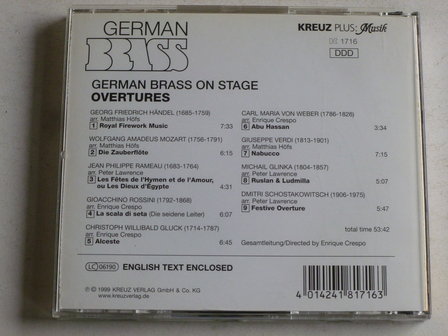 GERMAN
BRASS
KREUZ PLUS: Musik
1716
DDD
GERMAN BRASS ON STAGE
OVERTURES
GEORG FRIEDRICH HÄNDEL (1685-1759)
arr. Matthias Höfs
1 Royal Firework Music 7:33
WOLFGANG AMADEUS MOZART (1756-1791)
arr. Matthias Höfs
2 Die Zauberflöte 6:15
JEAN PHILIPPE RAMEAU (1683-1764)
arr. Peter Lawrence
3 Les Fêtes de l'Hymen et de l'Amour,
ou Les Dieux d'Égypte 4:31
GIOACCHINO ROSSINI (1792-1868)
arr. Enrique Crespo
4 La scala di seta (Die seidene Leiter) 6:07
CHRISTOPH WILLIBALD GLUCK (1714-1787)
arr. Enrique Crespo
5 Alceste 6:45
CARL MARIA VON WEBER (1786-1826)
arr. Enrique Crespo
6 Abu Hassan 3:34
GIUSEPPE VERDI (1813-1901)
arr. Matthias Höfs
7 Nabucco 7:15
MICHAIL GLINKA (1804-1857)
arr. Peter Lawrence
8 Ruslan & Ludmilla 5:11
DMITRI SCHOSTAKOWITSCH (1906-1975)
arr. Peter Lawrence
9 Festive Overture 5:47
total time 53:42
Gesamtleitung/Directed by Enrique Crespo
LC 06190
ENGLISH TEXT ENCLOSED
℗ © 1999 KREUZ VERLAG GmbH & Co. KG
www.kreuzverlag.de
4 014241 817163